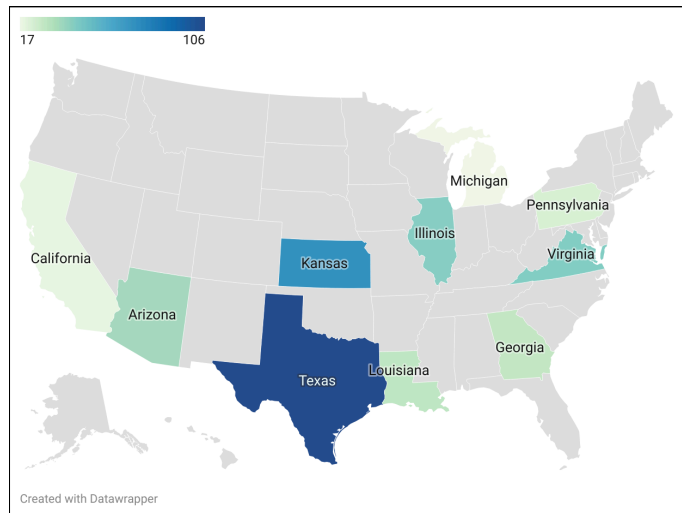 17 106
Michigan
Pennsylvania
Illinois
Virginia
California
Kansas
Arizona
Georgia
Louisiana
Texas
Created with Datawrapper